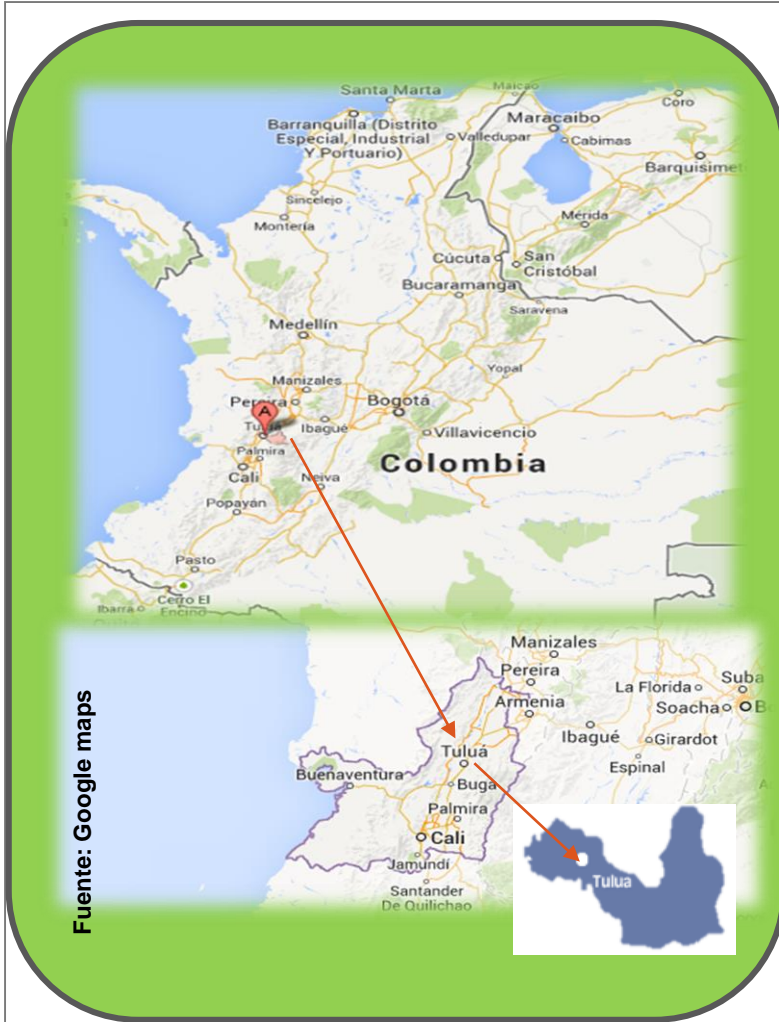 Santa Marta
Maicao
Coro
Barranquilla (Distrito
Especial, Industrial
Y Portuario)
Maracaibo
Valledupar
Cabimas
Barquisimet
Sincelejo
Montería
Mérida
Cúcuta
San
Cristóbal
Bucaramanga
Saravena
Medellín
Yopal
Manizales
Pereira
Bogotá
A
Tuluá
Ibagué
Villavicencio
Palmira
Colombia
Cali
Neiva
Popayán
Pasto
Cerro El
Encino
Ibarra
Manizales
Pereira
Suba
La Florida
Armenia
Soacha
B
Ibagué
Girardot
Tuluá
Espinal
Buenaventura
Buga
Palmira
Cali
Jamundí
Santander
De Quilichao
Tulua
Fuente: Google maps